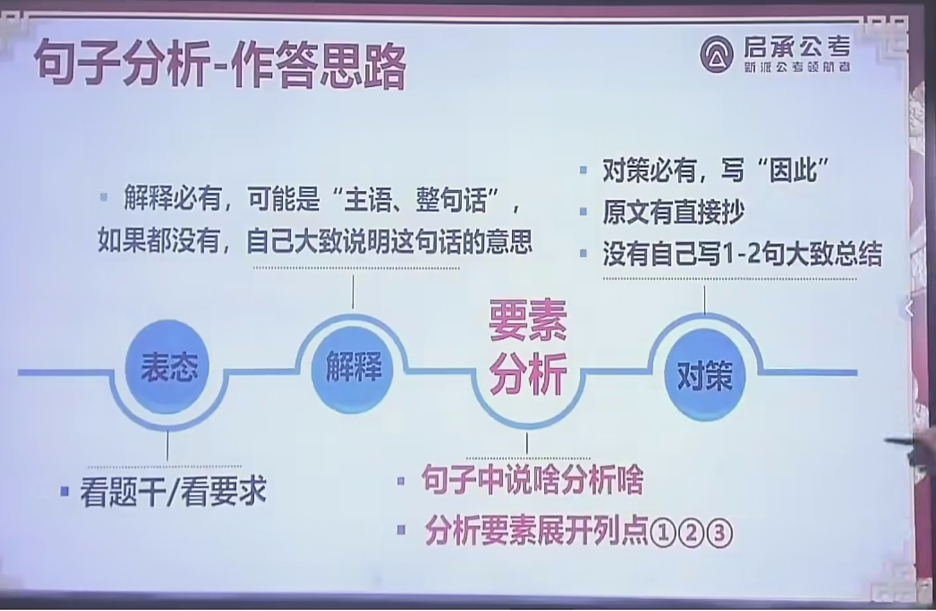 句子分析-作答思路
启承公考
新派公考领航者
解释必有，可能是“主语、整句话”，
如果都没有，自己大致说明这句话的意思
对策必有，写“因此”
原文有直接抄
没有自己写1-2句大致总结
表态
解释
要素
分析
对策
看题干/看要求
句子中说啥分析啥
分析要素展开列点①②③